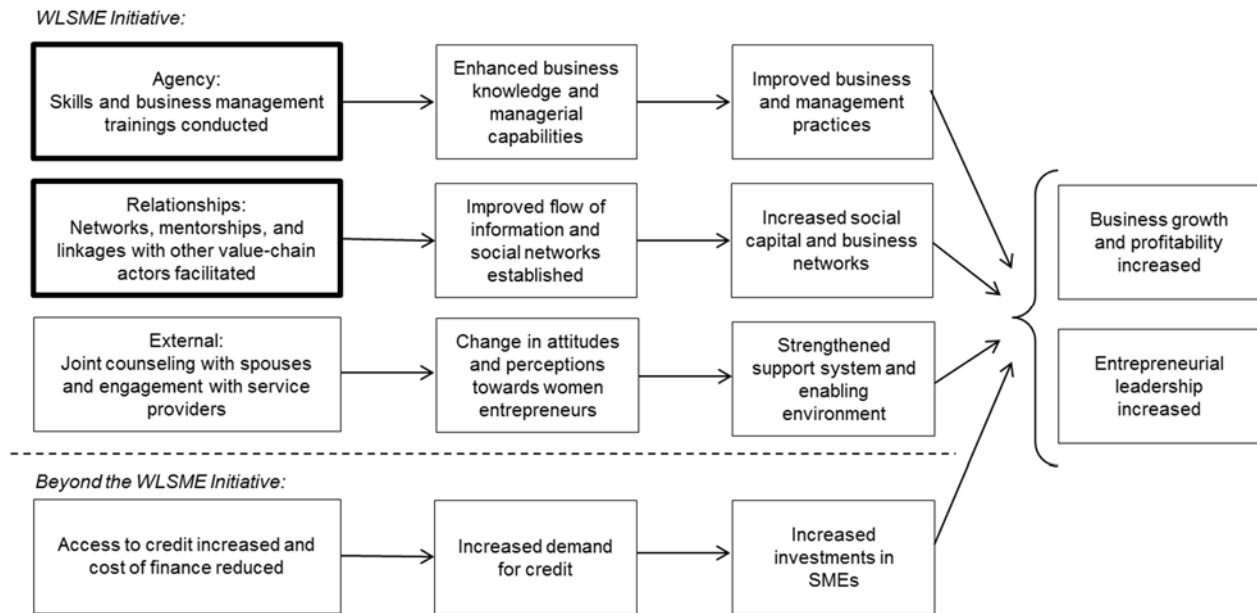 WLSME Initiative:
Agency:
Skills and business management
trainings conducted
Enhanced business
knowledge and
managerial
capabilities
Improved business
and management
practices
Relationships:
Networks, mentorships, and
linkages with other value-chain
actors facilitated
Improved flow of
information and
social networks
established
Increased social
capital and business
networks
Business growth
and profitability
increased
External:
Joint counseling with spouses
and engagement with service
providers
Change in attitudes
and perceptions
towards women
entrepreneurs
Strengthened
support system and
enabling
environment
Entrepreneurial
leadership
increased
Beyond the WLSME Initiative:
Access to credit increased and
cost of finance reduced
Increased demand
for credit
Increased
investments in
SMEs